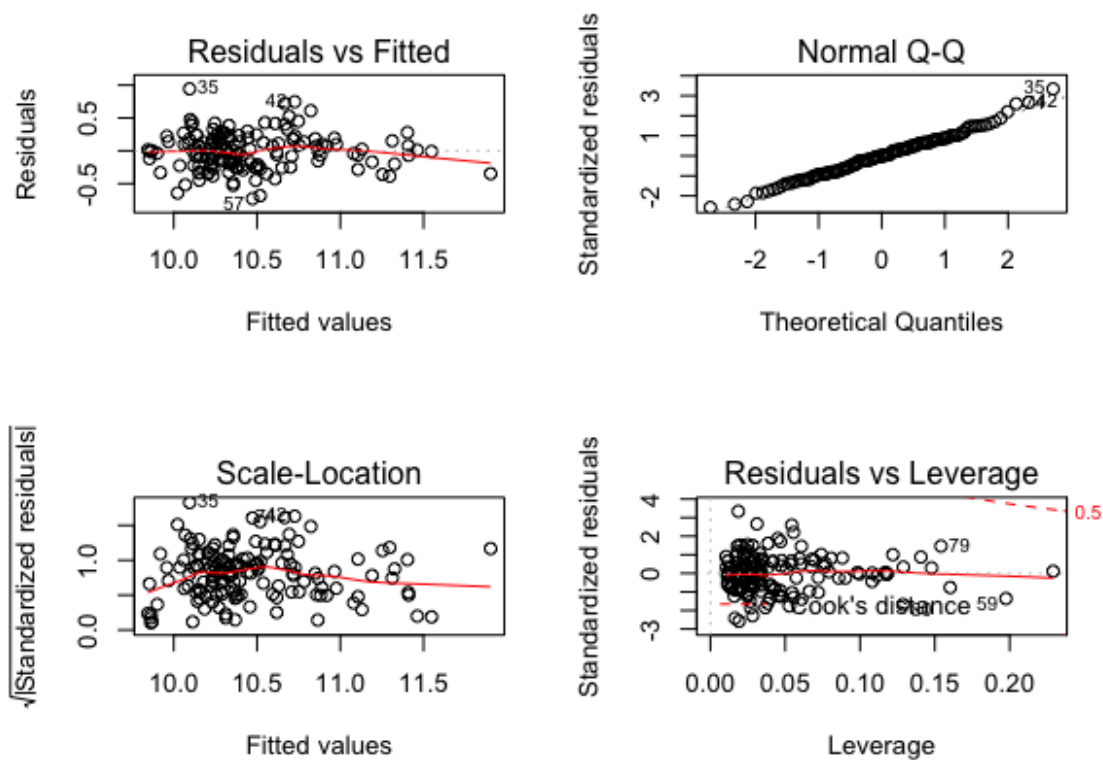 Residuals vs Fitted
Residuals
0.5
-0.5
35
42
57
10.0 10.5 11.0 11.5
Fitted values
Normal Q-Q
Standardized residuals
3
1
-2
35
42
-2 -1 0 1 2
Theoretical Quantiles
Scale-Location
√|Standardized residuals|
1.0
0.0
35
42
10.0 10.5 11.0 11.5
Fitted values
Residuals vs Leverage
Standardized residuals
4
2
0
-3
0.5
79
Cook's distance
59
0.00 0.05 0.10 0.15 0.20
Leverage